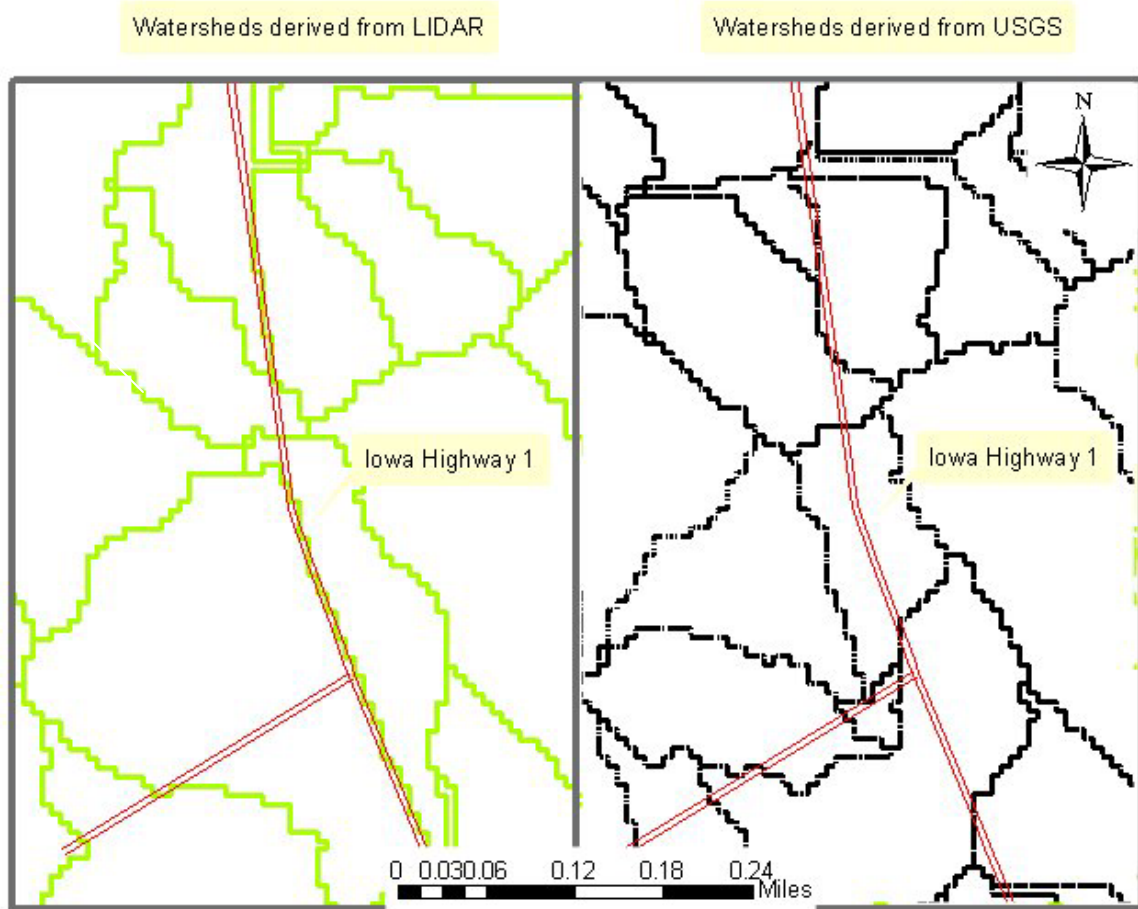 Watersheds derived from LIDAR
Watersheds derived from USGS
N
Iowa Highway 1
Iowa Highway 1
0 0.030.06 0.12 0.18 0.24
Miles